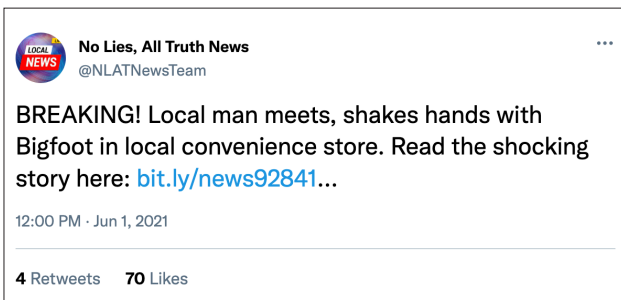 LOCAL
NEWS
No Lies, All Truth News
@NLATNewsTeam
BREAKING! Local man meets, shakes hands with
Bigfoot in local convenience store. Read the shocking
story here: bit.ly/news92841...
12:00 PM · Jun 1, 2021
4 Retweets 70 Likes